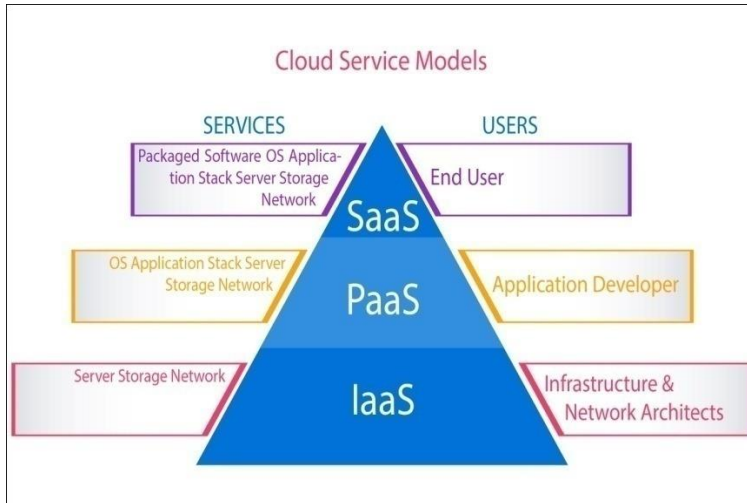 Cloud Service Models
SERVICES
USERS
Packaged Software OS Applica-
tion Stack Server Storage
Network
End User
SaaS
OS Application Stack Server
Storage Network
Application Developer
PaaS
Server Storage Network
Infrastructure &
Network Architects
IaaS